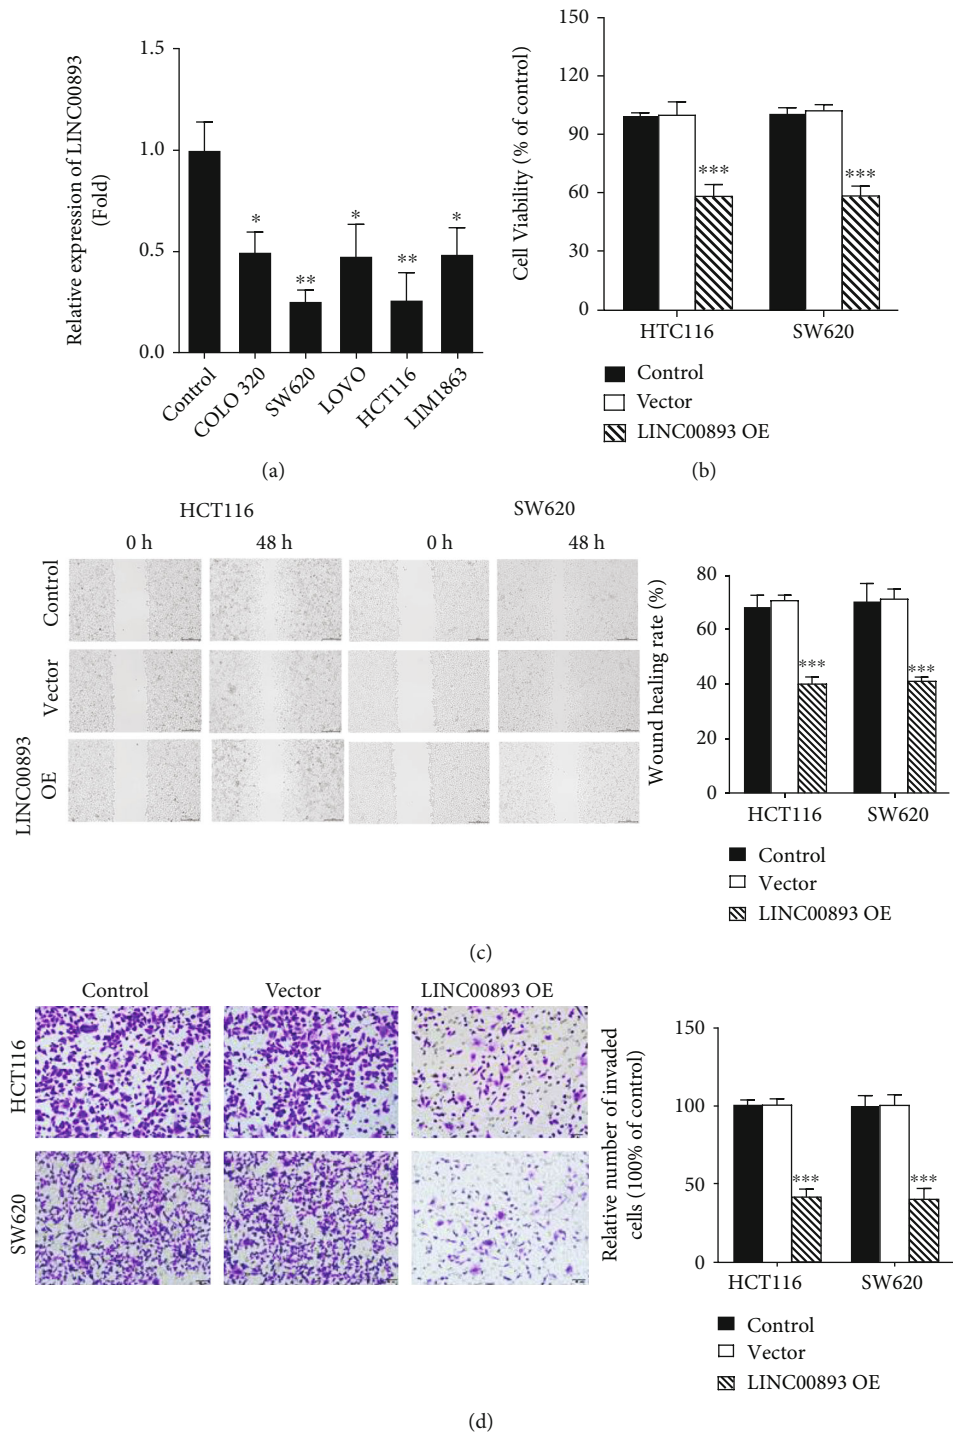 Relative expression of LINC00893
(Fold)
1.5
1.0
0.5
0.0
*
**
*
**
*
Control
COLO 320
SW620
LOVO
HCT116
LIM1863
(a)
Cell Viability (% of control)
150
120
90
60
30
0
***
***
HTC116
SW620
Control
Vector
LINC00893 OE
(b)
HCT116
SW620
0 h
48 h
0 h
48 h
Control
Vector
LINC00893
OE
Wound healing rate (%)
80
60
40
20
0
***
***
HCT116
SW620
Control
Vector
LINC00893 OE
(c)
Control
Vector
LINC00893 OE
HCT116
SW620
Relative number of invaded
cells (100% of control)
150
100
50
0
***
***
HCT116
SW620
Control
Vector
LINC00893 OE
(d)